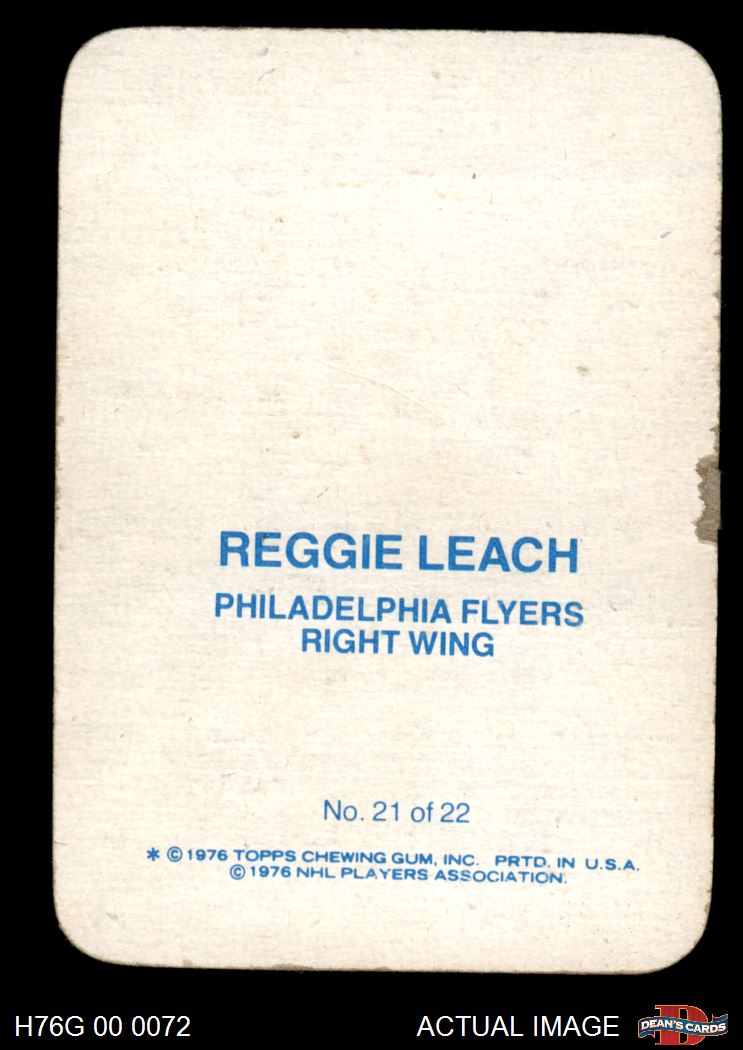 REGGIE LEACH
PHILADELPHIA FLYERS
RIGHT WING
No. 21 of 22
* © 1976 TOPPS CHEWING GUM, INC. PRTD. IN U.S.A.
© 1976 NHL PLAYERS ASSOCIATION.
H76G 00 0072 ACTUAL IMAGE D DEAN'S CARDS